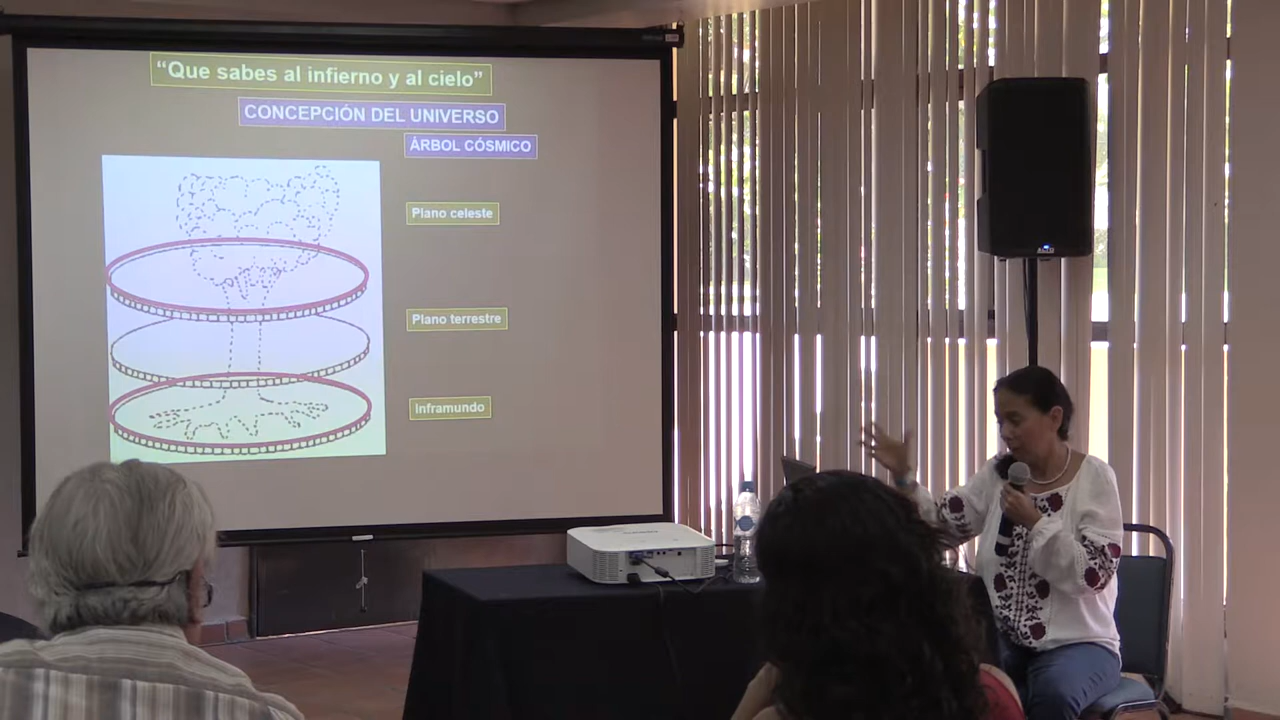 “Que sabes al infierno y al cielo”
CONCEPCIÓN DEL UNIVERSO
ÁRBOL CÓSMICO
Plano celeste
Plano terrestre
Inframundo